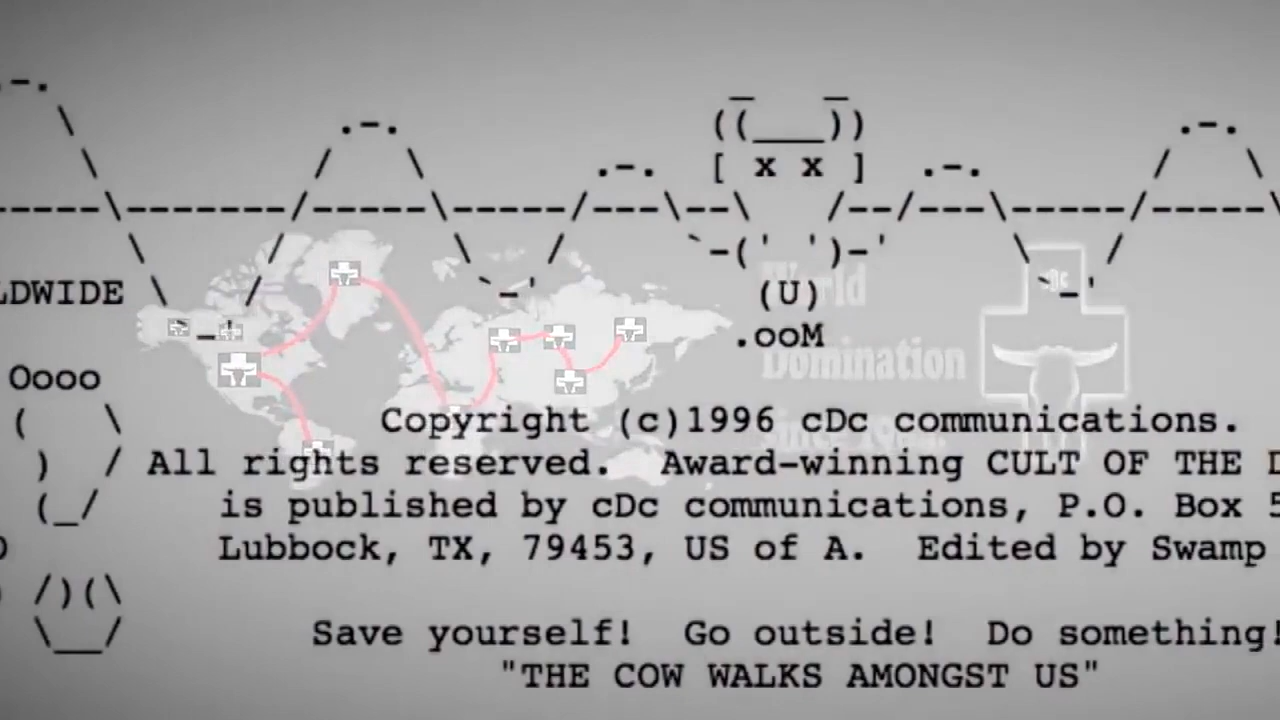 LDWIDE
World
Domination
(U)
.ooM
Oooo
Copyright (c)1996 cDc communications.
All rights reserved. Award-winning CULT OF THE D
is published by cDc communications, P.O. Box 5
Lubbock, TX, 79453, US of A. Edited by Swamp
Save yourself! Go outside! Do something!
"THE COW WALKS AMONGST US"